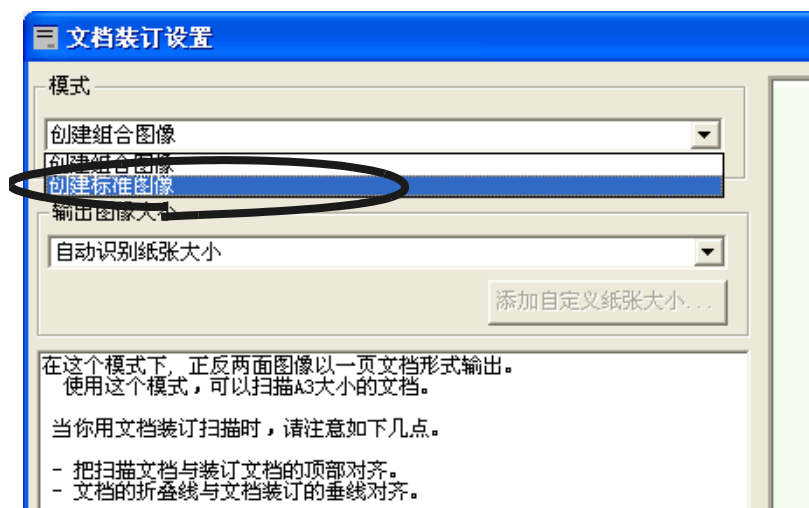 文档装订设置
模式
创建组合图像
创建组合图像
创建标准图像
输出图像大小
自动识别纸张大小
添加自定义纸张大小...
在这个模式下, 正反两面图像以一页文档形式输出。
使用这个模式，可以扫描A3大小的文档。
当你用文档装订扫描时，请注意如下几点。
- 把扫描文档与装订文档的顶部对齐。
- 文档的折叠线与文档装订的垂线对齐。